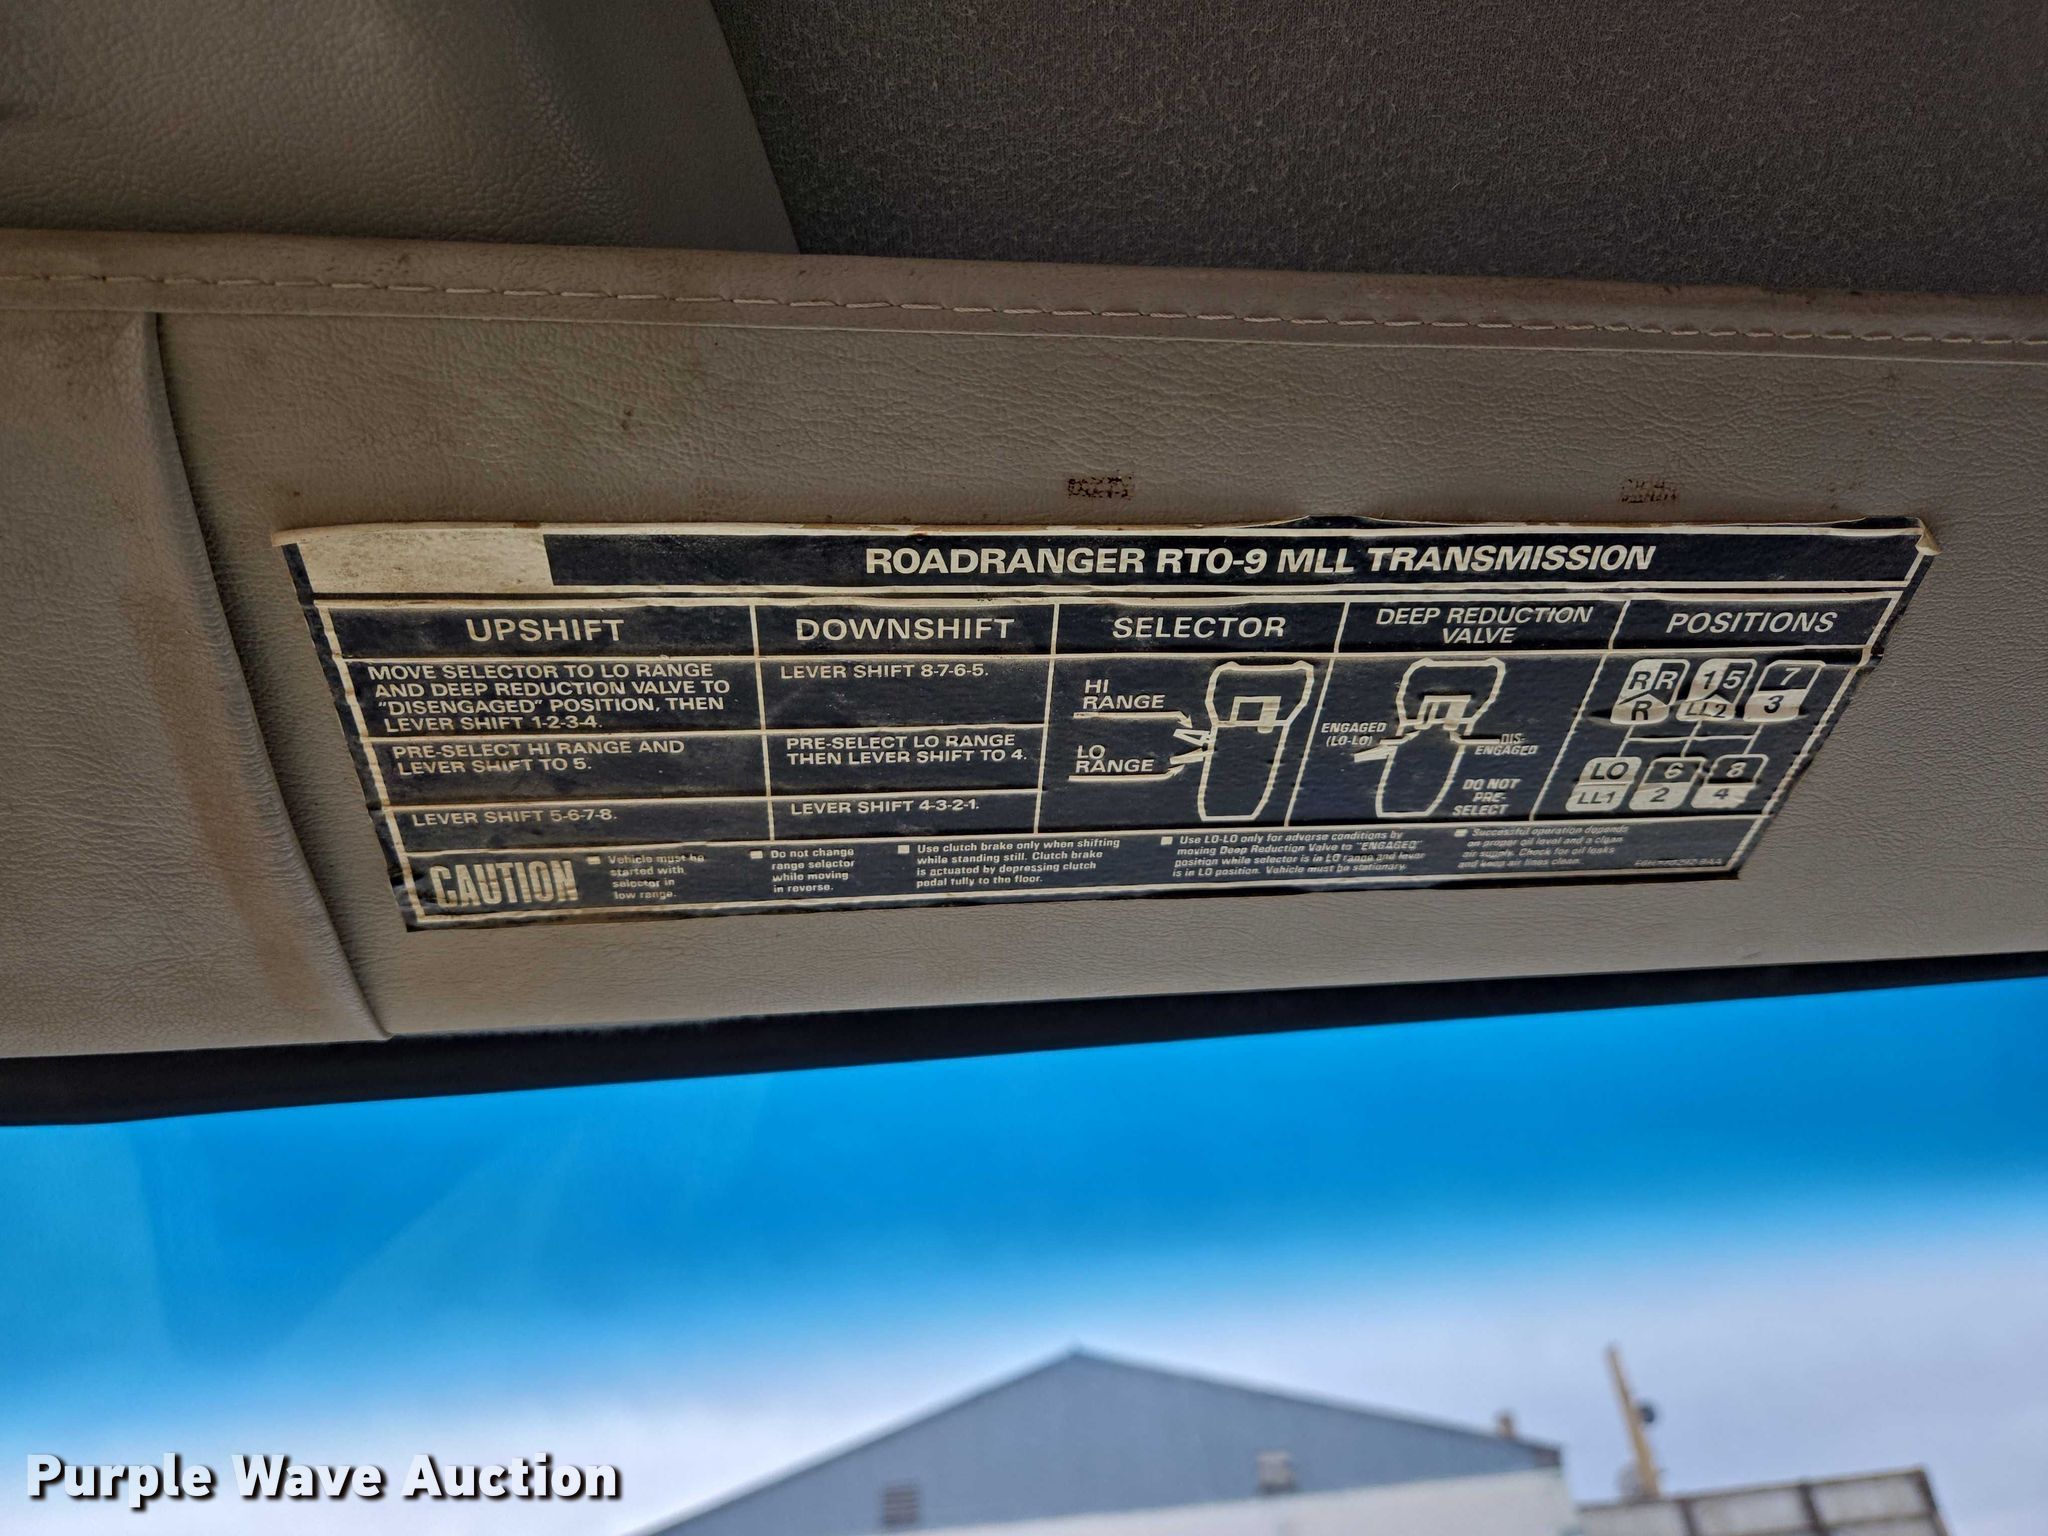 ROADRANGER RTO-9 MLL TRANSMISSION
UPSHIFT
MOVE SELECTOR TO LO RANGE
AND DEEP REDUCTION VALVE TO
"DISENGAGED" POSITION, THEN
LEVER SHIFT 1-2-3-4.
PRE-SELECT HI RANGE AND
LEVER SHIFT TO 5.
LEVER SHIFT 5-6-7-8.
DOWNSHIFT
LEVER SHIFT 8-7-6-5.
PRE-SELECT LO RANGE
THEN LEVER SHIFT TO 4.
LEVER SHIFT 4-3-2-1.
SELECTOR
HI
RANGE
LO
RANGE
DEEP REDUCTION
VALVE
ENGAGED
(LO-LO)
DIS-
ENGAGED
DO NOT
PRE-
SELECT
POSITIONS
R R 1 5 7
R LL2 3
LO 6 8
LL1 2 4
CAUTION
Vehicle must be
started with
selector in
low range.
Do not change
range selector
while moving
in reverse.
Use clutch brake only when shifting
while standing still. Clutch brake
is actuated by depressing clutch
pedal fully to the floor.
Use LO-LO only for adverse conditions by
moving Deep Reduction Valve to "ENGAGED"
position while selector is in LO range and lever
is in LO position. Vehicle must be stationary.
Successful operation depends
on proper oil level and a clean
air supply. Check for oil leaks
and keep air lines clean.
Purple Wave Auction